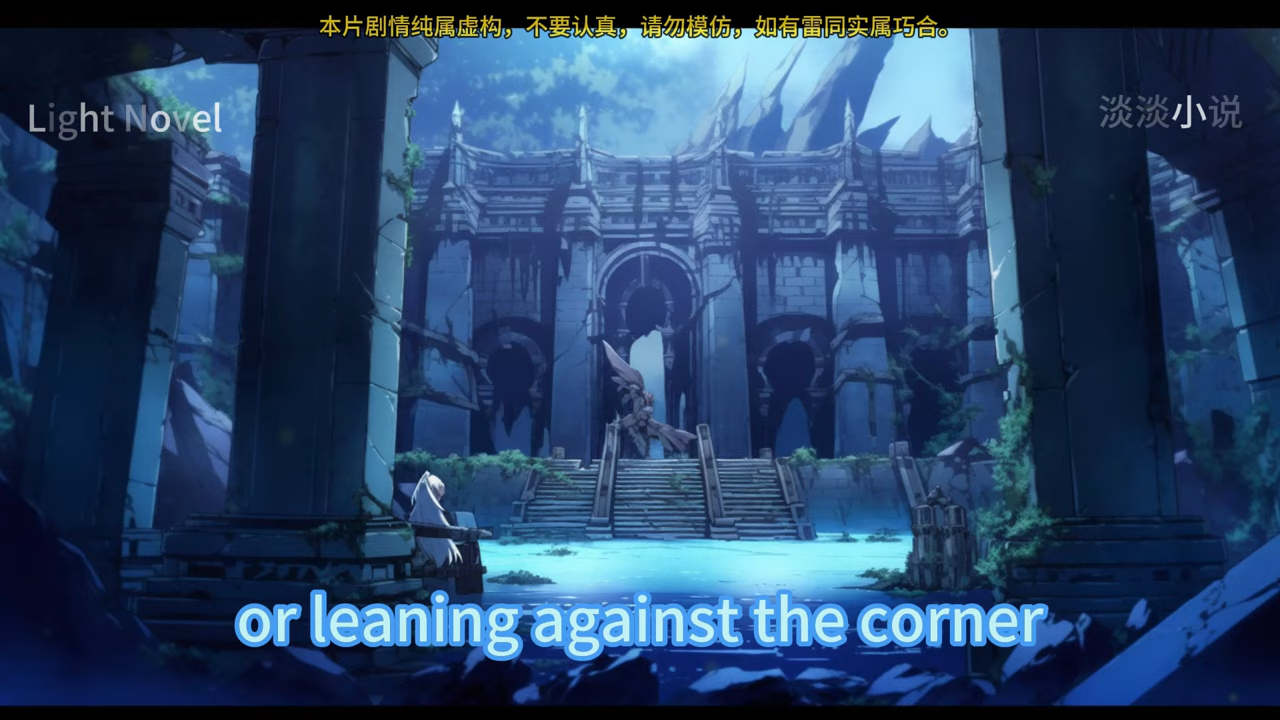 本片剧情纯属虚构，不要认真，请勿模仿，如有雷同实属巧合。
Light Novel
淡淡小说
or leaning against the corner